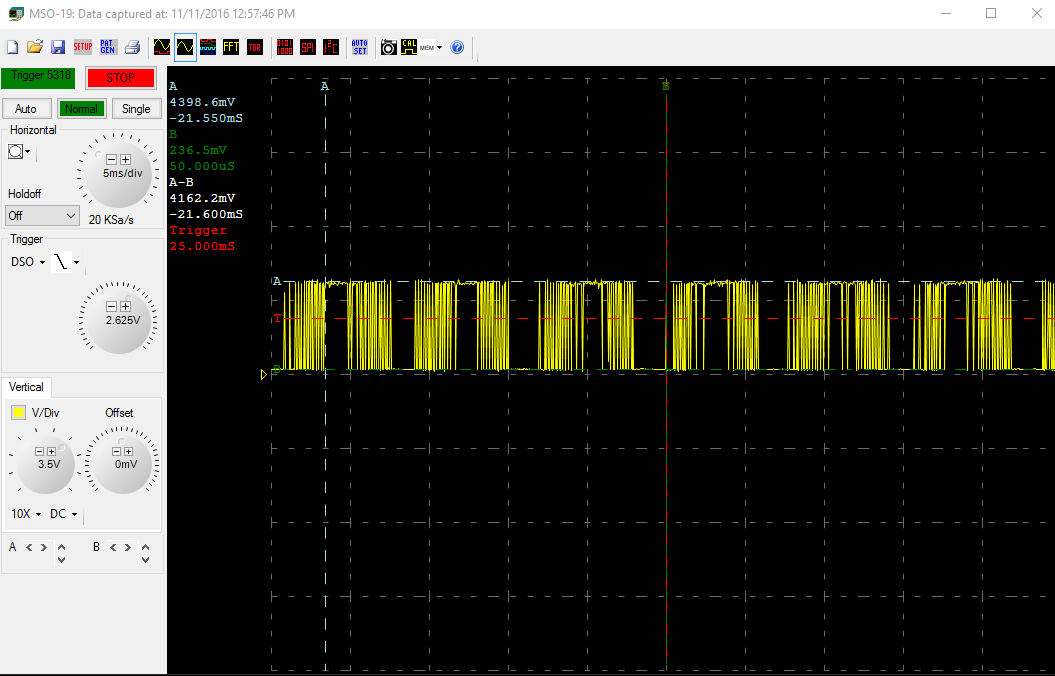 MSO-19: Data captured at: 11/11/2016 12:57:46 PM
SETUP PAT GEN FFT TDR SPI I²C AUTO SET CAL MEM ?
Trigger 5318 STOP
Auto Normal Single
Horizontal
5ms/div
Holdoff
Off 20 KSa/s
Trigger
DSO
2.625V
Vertical
V/Div Offset
3.5V 0mV
10X DC
A < > B < >
A
4398.6mV
-21.550mS
B
236.5mV
50.000uS
A-B
4162.2mV
-21.600mS
Trigger
25.000mS
A B
A
T
B